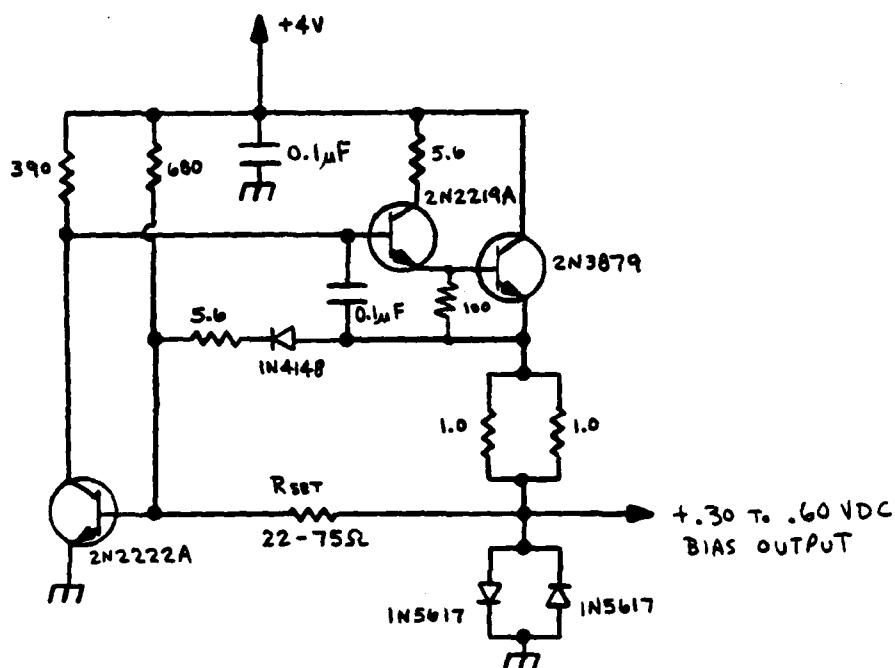 +4V
390
680
0.1µF
5.6
2N2219A
2N3879
0.1µF
100
5.6
1N4148
1.0
1.0
RSET
22-75Ω
2N2222A
+.30 To .60 VDC
BIAS OUTPUT
1N5617
1N5617